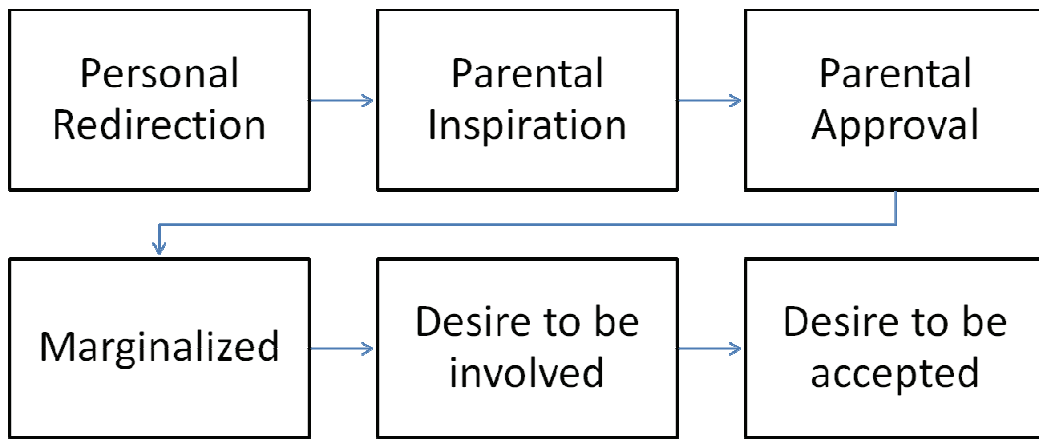 Personal
Redirection
Parental
Inspiration
Parental
Approval
Marginalized
Desire to be
involved
Desire to be
accepted